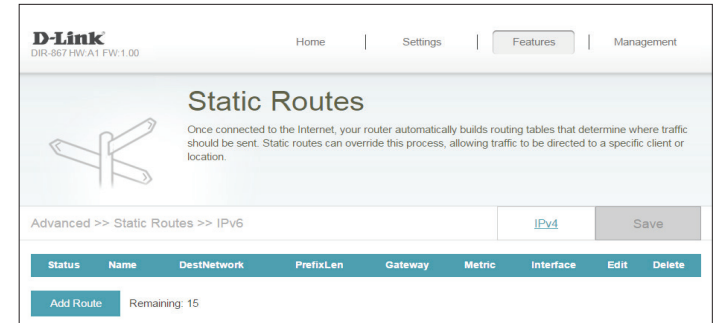 D-Link
DIR-867 HW:A1 FW:1.00
Home Settings Features Management
Static Routes
Once connected to the Internet, your router automatically builds routing tables that determine where traffic
should be sent. Static routes can override this process, allowing traffic to be directed to a specific client or
location.
Advanced >> Static Routes >> IPv6 IPv4 Save
Status Name DestNetwork PrefixLen Gateway Metric Interface Edit Delete
Add Route Remaining: 15